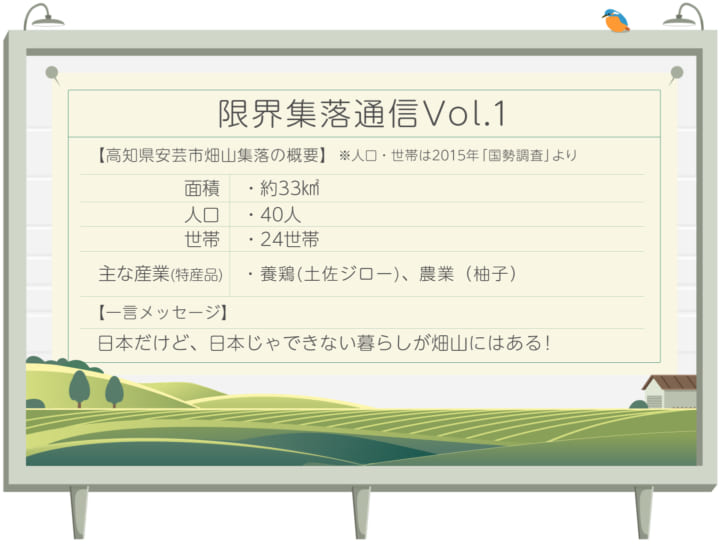 限界集落通信Vol.1
【高知県安芸市畑山集落の概要】 ※人口・世帯は2015年「国勢調査」より
面積 ・約33㎢
人口 ・40人
世帯 ・24世帯
主な産業(特産品) ・養鶏(土佐ジロー)、農業（柚子）
【一言メッセージ】
日本だけど、日本じゃできない暮らしが畑山にはある！